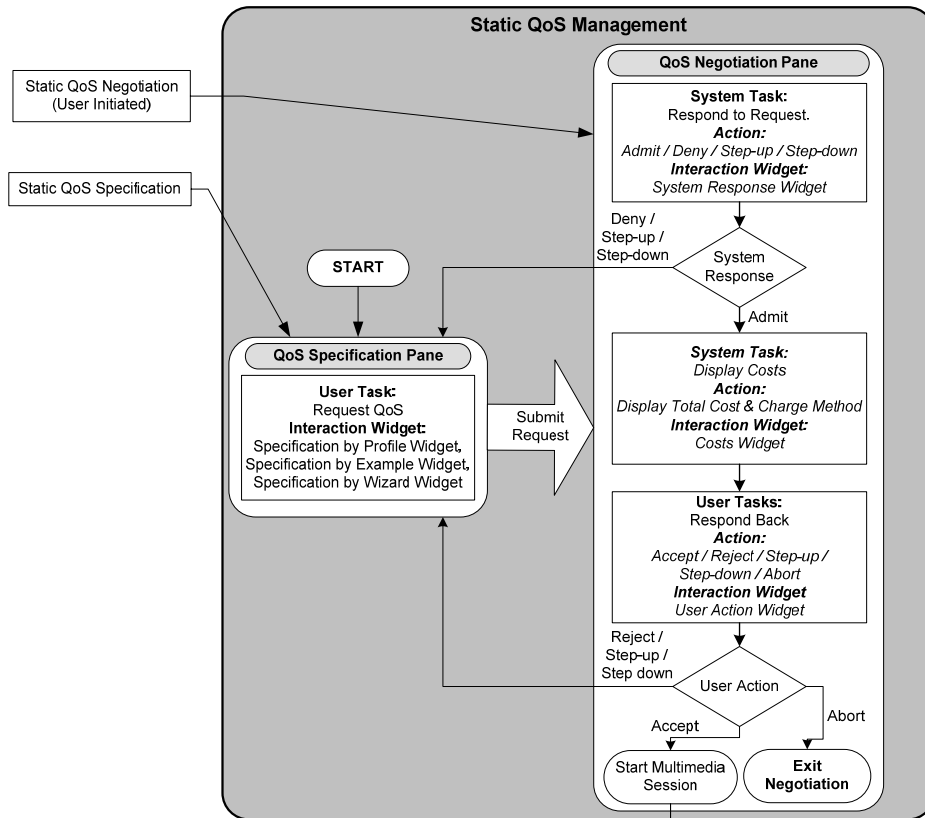 Static QoS Management
Static QoS Negotiation
(User Initiated)
Static QoS Specification
START
QoS Specification Pane
User Task:
Request QoS
Interaction Widget:
Specification by Profile Widget,
Specification by Example Widget,
Specification by Wizard Widget
Submit
Request
QoS Negotiation Pane
System Task:
Respond to Request.
Action:
Admit / Deny / Step-up / Step-down
Interaction Widget:
System Response Widget
Deny /
Step-up /
Step-down
System
Response
Admit
System Task:
Display Costs
Action:
Display Total Cost & Charge Method
Interaction Widget:
Costs Widget
User Tasks:
Respond Back
Action:
Accept / Reject / Step-up /
Step-down / Abort
Interaction Widget
User Action Widget
Reject /
Step-up /
Step down
User Action
Accept
Abort
Start Multimedia
Session
Exit
Negotiation